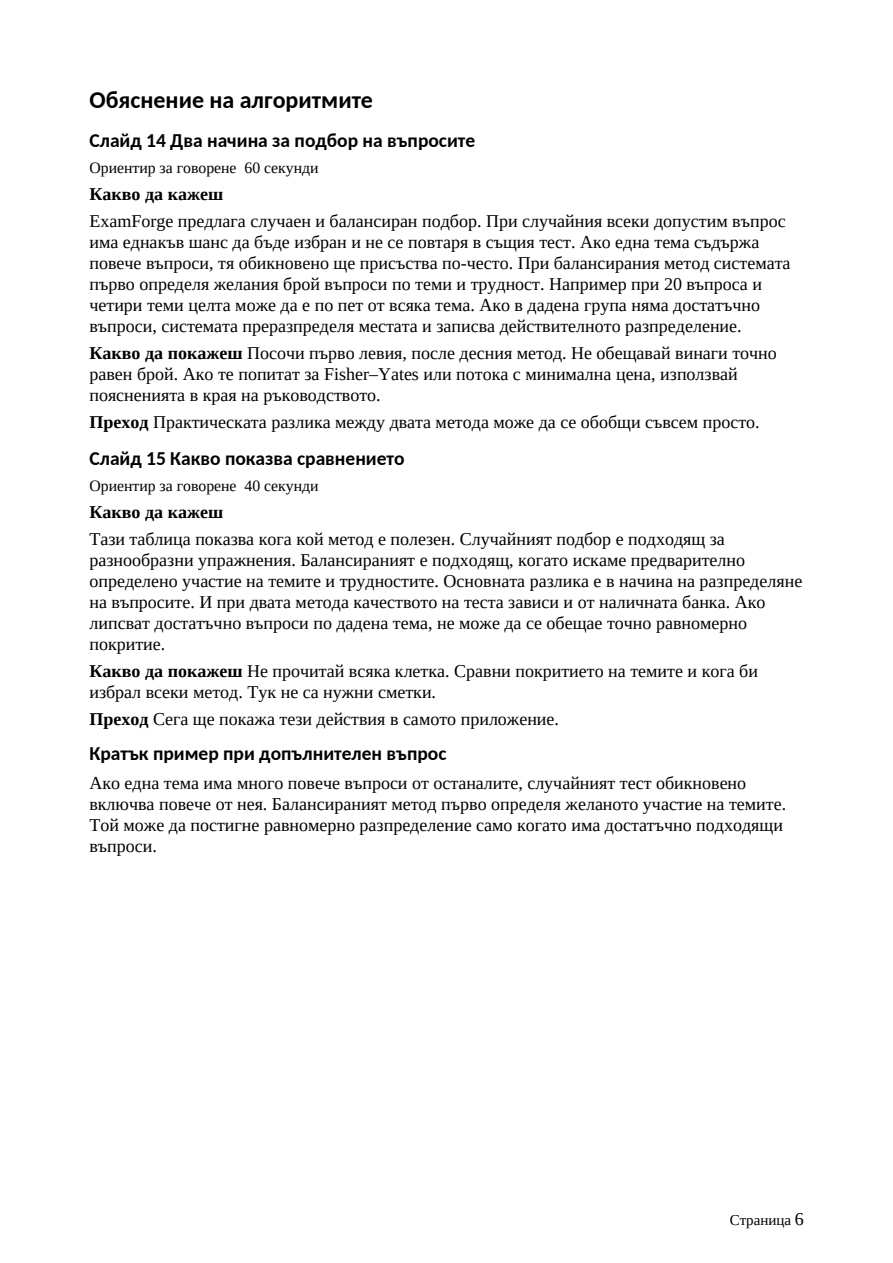 Обяснение на алгоритмите
Слайд 14 Два начина за подбор на въпросите
Ориентир за говорене  60 секунди
Какво да кажеш
ExamForge предлага случаен и балансиран подбор. При случайния всеки допустим въпрос
има еднакъв шанс да бъде избран и не се повтаря в същия тест. Ако една тема съдържа
повече въпроси, тя обикновено ще присъства по-често. При балансирания метод системата
първо определя желания брой въпроси по теми и трудност. Например при 20 въпроса и
четири теми целта може да е по пет от всяка тема. Ако в дадена група няма достатъчно
въпроси, системата преразпределя местата и записва действителното разпределение.
Какво да покажеш Посочи първо левия, после десния метод. Не обещавай винаги точно
равен брой. Ако те попитат за Fisher–Yates или потока с минимална цена, използвай
поясненията в края на ръководството.
Преход Практическата разлика между двата метода може да се обобщи съвсем просто.
Слайд 15 Какво показва сравнението
Ориентир за говорене  40 секунди
Какво да кажеш
Тази таблица показва кога кой метод е полезен. Случайният подбор е подходящ за
разнообразни упражнения. Балансираният е подходящ, когато искаме предварително
определено участие на темите и трудностите. Основната разлика е в начина на разпределяне
на въпросите. И при двата метода качеството на теста зависи и от наличната банка. Ако
липсват достатъчно въпроси по дадена тема, не може да се обещае точно равномерно
покритие.
Какво да покажеш Не прочитай всяка клетка. Сравни покритието на темите и кога би
избрал всеки метод. Тук не са нужни сметки.
Преход Сега ще покажа тези действия в самото приложение.
Кратък пример при допълнителен въпрос
Ако една тема има много повече въпроси от останалите, случайният тест обикновено
включва повече от нея. Балансираният метод първо определя желаното участие на темите.
Той може да постигне равномерно разпределение само когато има достатъчно подходящи
въпроси.
Страница 6